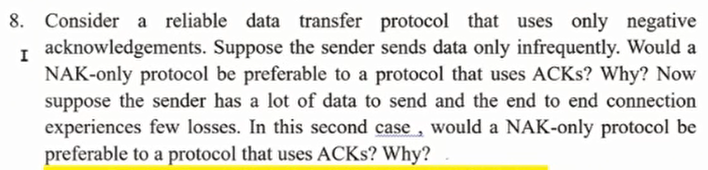 8. Consider a reliable data transfer protocol that uses only negative
acknowledgements. Suppose the sender sends data only infrequently. Would a
NAK-only protocol be preferable to a protocol that uses ACKs? Why? Now
suppose the sender has a lot of data to send and the end to end connection
experiences few losses. In this second case , would a NAK-only protocol be
preferable to a protocol that uses ACKs? Why?